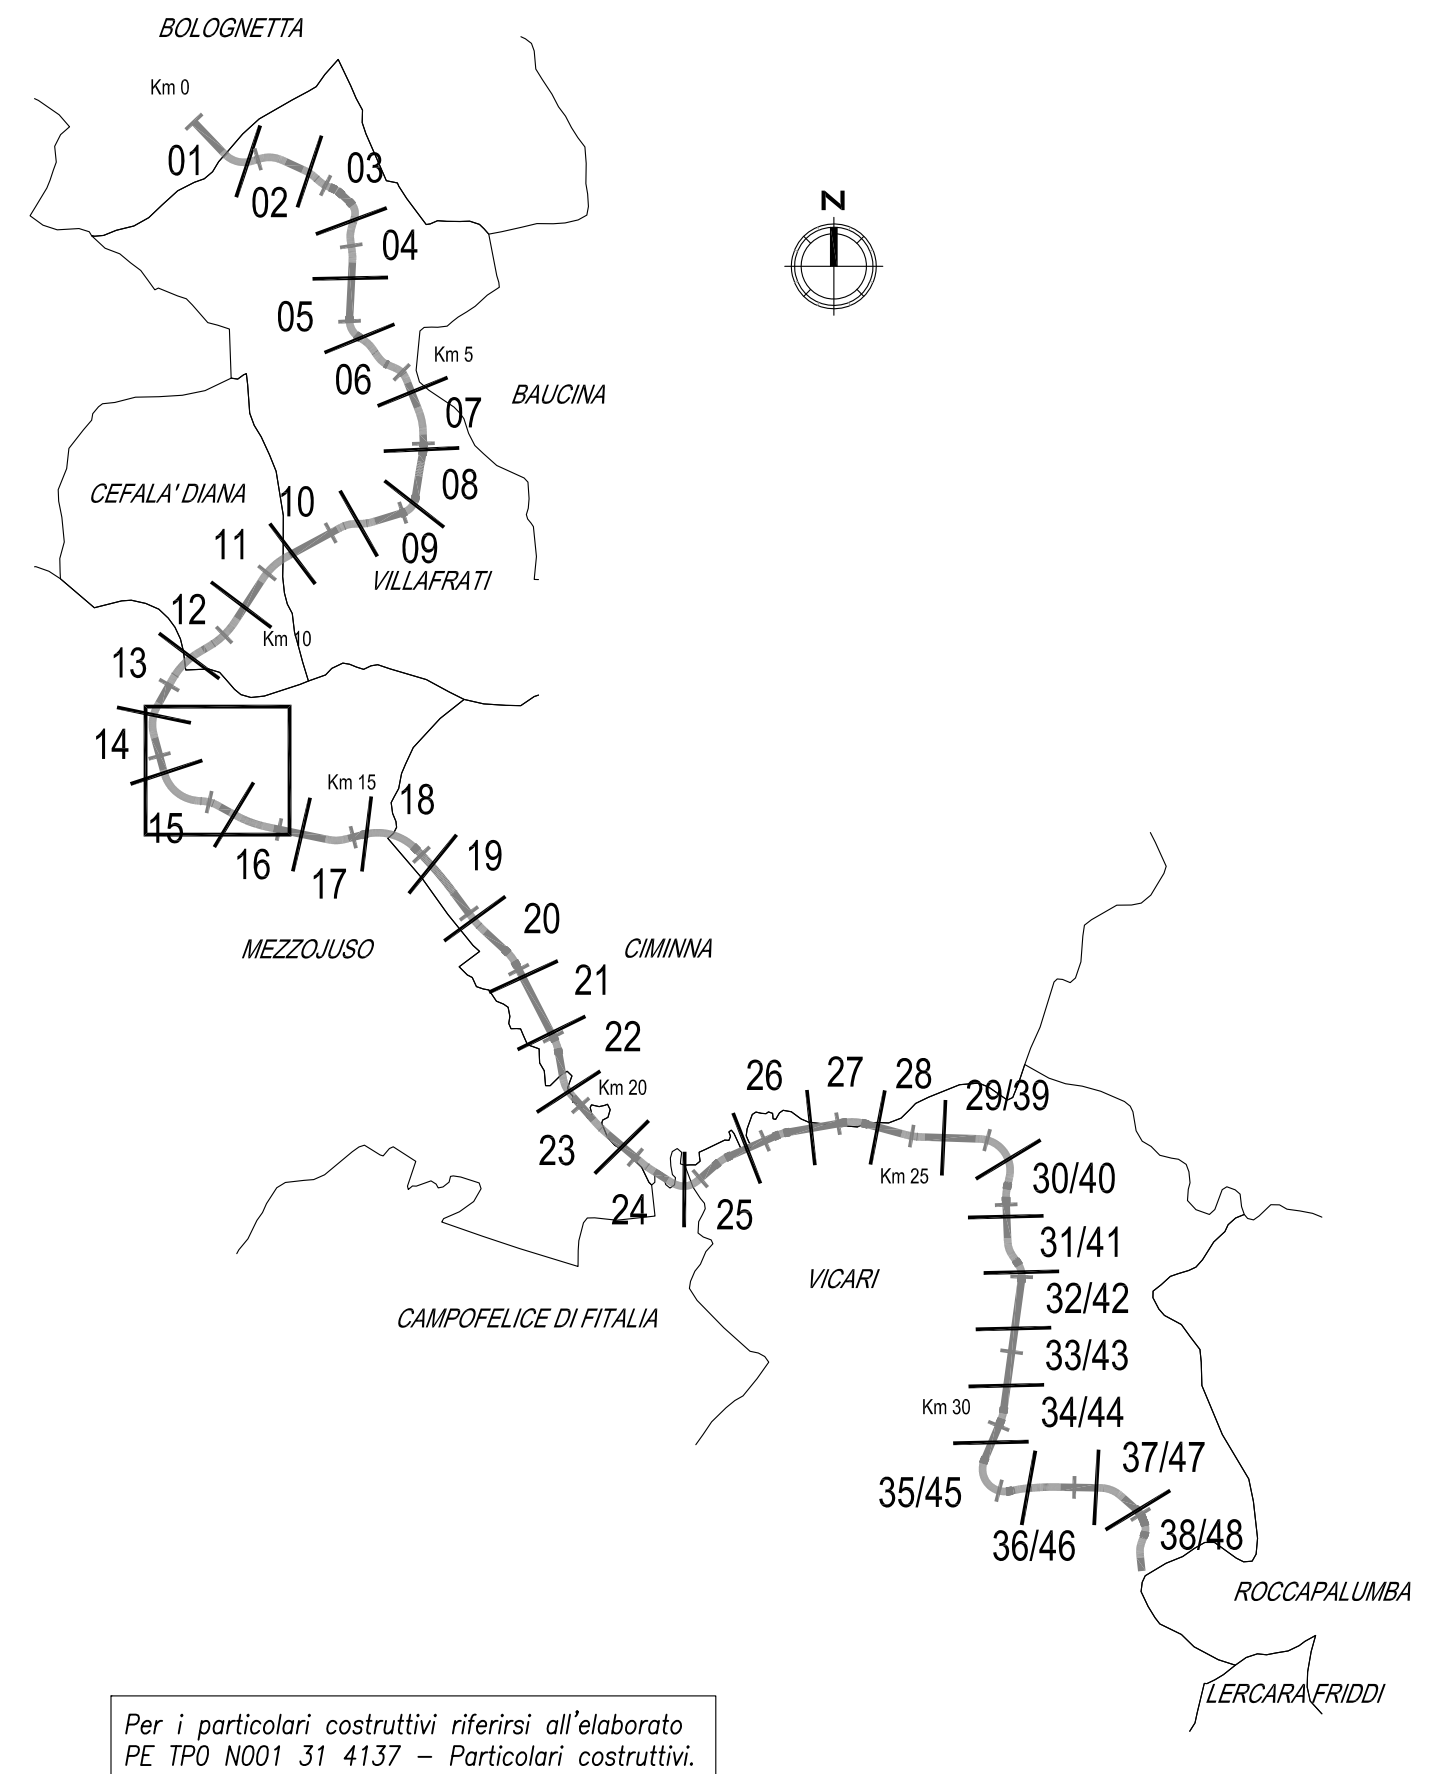 BOLOGNETTA
Km 0
01
02
03
N
04
05
06
Km 5
BAUCINA
07
CEFALA' DIANA
08
10
09
11
VILLAFRATI
12
Km 10
13
14
Km 15
18
15
16
17
19
20
MEZZOJUSO
CIMINNA
21
22
26
27
28
Km 20
29/39
23
Km 25
30/40
24
25
31/41
VICARI
32/42
CAMPOFELICE DI FITALIA
33/43
Km 30
34/44
37/47
35/45
36/46
38/48
ROCCAPALUMBA
LERCARA FRIDDI
Per i particolari costruttivi riferirsi all'elaborato
PE TP0 N001 31 4137 – Particolari costruttivi.